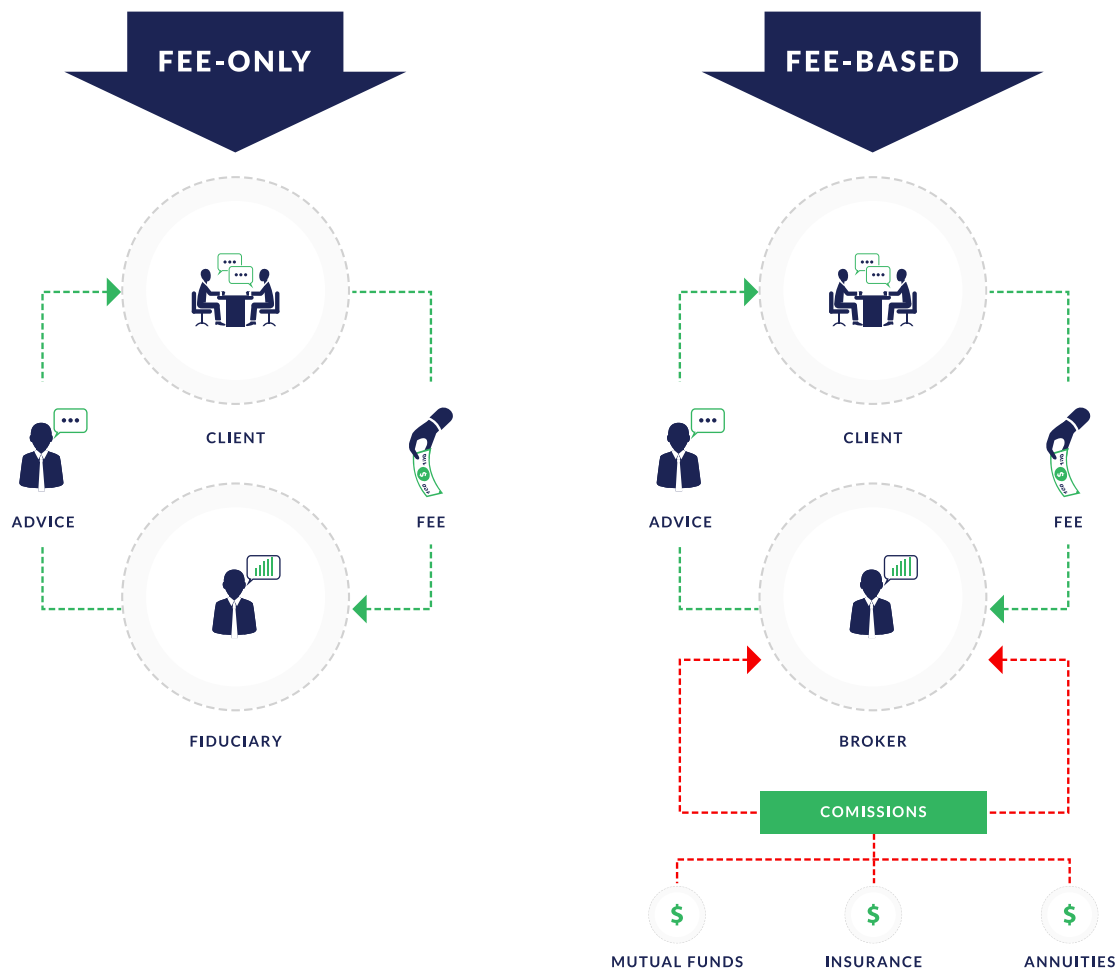 FEE-ONLY
CLIENT
ADVICE
FEE
FIDUCIARY
FEE-BASED
CLIENT
ADVICE
FEE
BROKER
COMISSIONS
MUTUAL FUNDS
INSURANCE
ANNUITIES